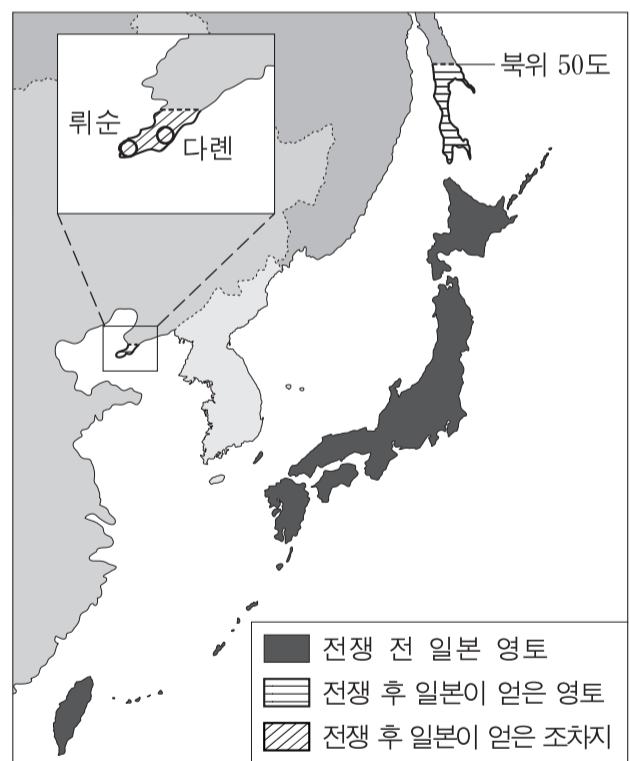 북위 50도
뤼순
다롄
전쟁 전 일본 영토
전쟁 후 일본이 얻은 영토
전쟁 후 일본이 얻은 조차지